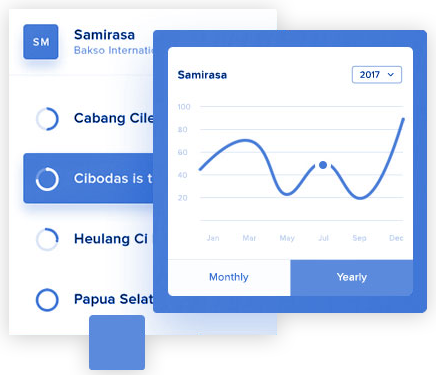 SM
Samirasa
Bakso Internatio
Cabang Cile
Cibodas is t
Heulang Ci
Papua Selat
Samirasa
2017
100
80
60
40
20
Jan Mar May Jul Sep Dec
Monthly Yearly